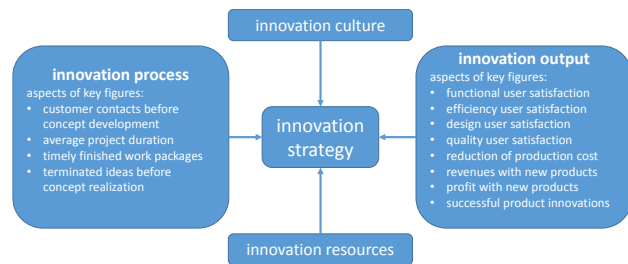 innovation culture
innovation process
aspects of key figures:
• customer contacts before
concept development
• average project duration
• timely finished work packages
• terminated ideas before
concept realization
innovation
strategy
innovation output
aspects of key figures:
• functional user satisfaction
• efficiency user satisfaction
• design user satisfaction
• quality user satisfaction
• reduction of production cost
• revenues with new products
• profit with new products
• successful product innovations
innovation resources